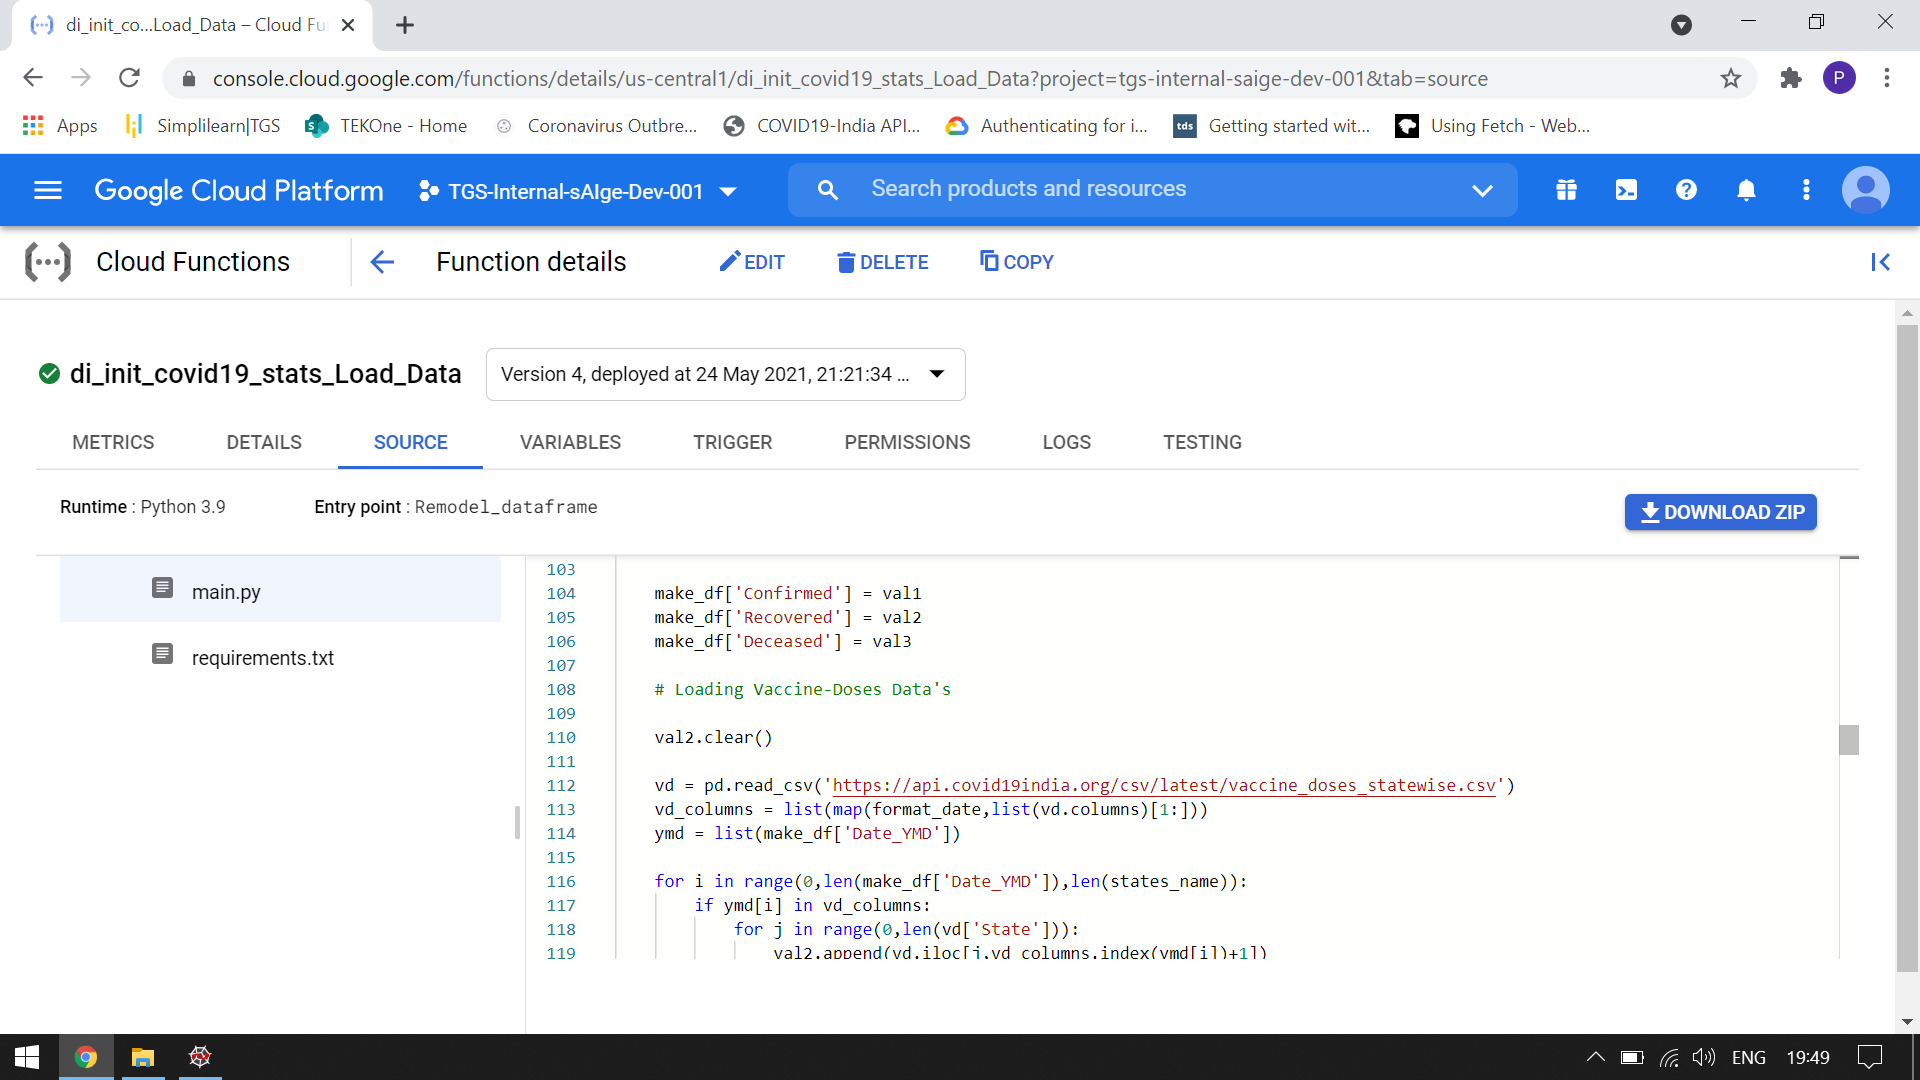 di_init_co...Load_Data – Cloud Fu
console.cloud.google.com/functions/details/us-central1/di_init_covid19_stats_Load_Data?project=tgs-internal-saige-dev-001&tab=source
P
Apps Simplilearn|TGS TEKOne - Home Coronavirus Outbre... COVID19-India API... Authenticating for i... tds Getting started wit... Using Fetch - Web...
Google Cloud Platform TGS-Internal-sAIge-Dev-001 Search products and resources
Cloud Functions Function details EDIT DELETE COPY
di_init_covid19_stats_Load_Data Version 4, deployed at 24 May 2021, 21:21:34 ...
METRICS DETAILS SOURCE VARIABLES TRIGGER PERMISSIONS LOGS TESTING
Runtime : Python 3.9 Entry point : Remodel_dataframe DOWNLOAD ZIP
main.py
requirements.txt
103
104 make_df['Confirmed'] = val1
105 make_df['Recovered'] = val2
106 make_df['Deceased'] = val3
107
108 # Loading Vaccine-Doses Data's
109
110 val2.clear()
111
112 vd = pd.read_csv('https://api.covid19india.org/csv/latest/vaccine_doses_statewise.csv')
113 vd_columns = list(map(format_date,list(vd.columns)[1:]))
114 ymd = list(make_df['Date_YMD'])
115
116 for i in range(0,len(make_df['Date_YMD']),len(states_name)):
117 if ymd[i] in vd_columns:
118 for j in range(0,len(vd['State'])):
119 val2.append(vd.iloc[j,vd_columns.index(ymd[i])+1])
ENG 19:49